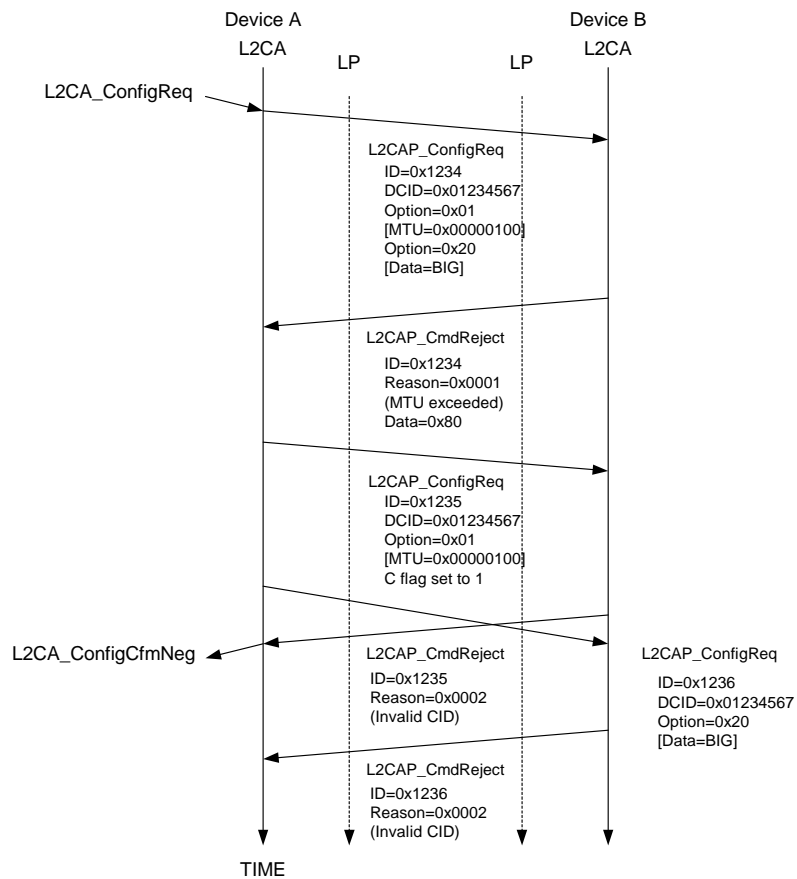 Device A
Device B
L2CA
L2CA
LP
LP
L2CA_ConfigReq
L2CAP_ConfigReq
ID=0x1234
DCID=0x01234567
Option=0x01
[MTU=0x00000100]
Option=0x20
[Data=BIG]
L2CAP_CmdReject
ID=0x1234
Reason=0x0001
(MTU exceeded)
Data=0x80
L2CAP_ConfigReq
ID=0x1235
DCID=0x01234567
Option=0x01
[MTU=0x00000100]
C flag set to 1
L2CA_ConfigCfmNeg
L2CAP_CmdReject
ID=0x1235
Reason=0x0002
(Invalid CID)
L2CAP_ConfigReq
ID=0x1236
DCID=0x01234567
Option=0x20
[Data=BIG]
L2CAP_CmdReject
ID=0x1236
Reason=0x0002
(Invalid CID)
TIME